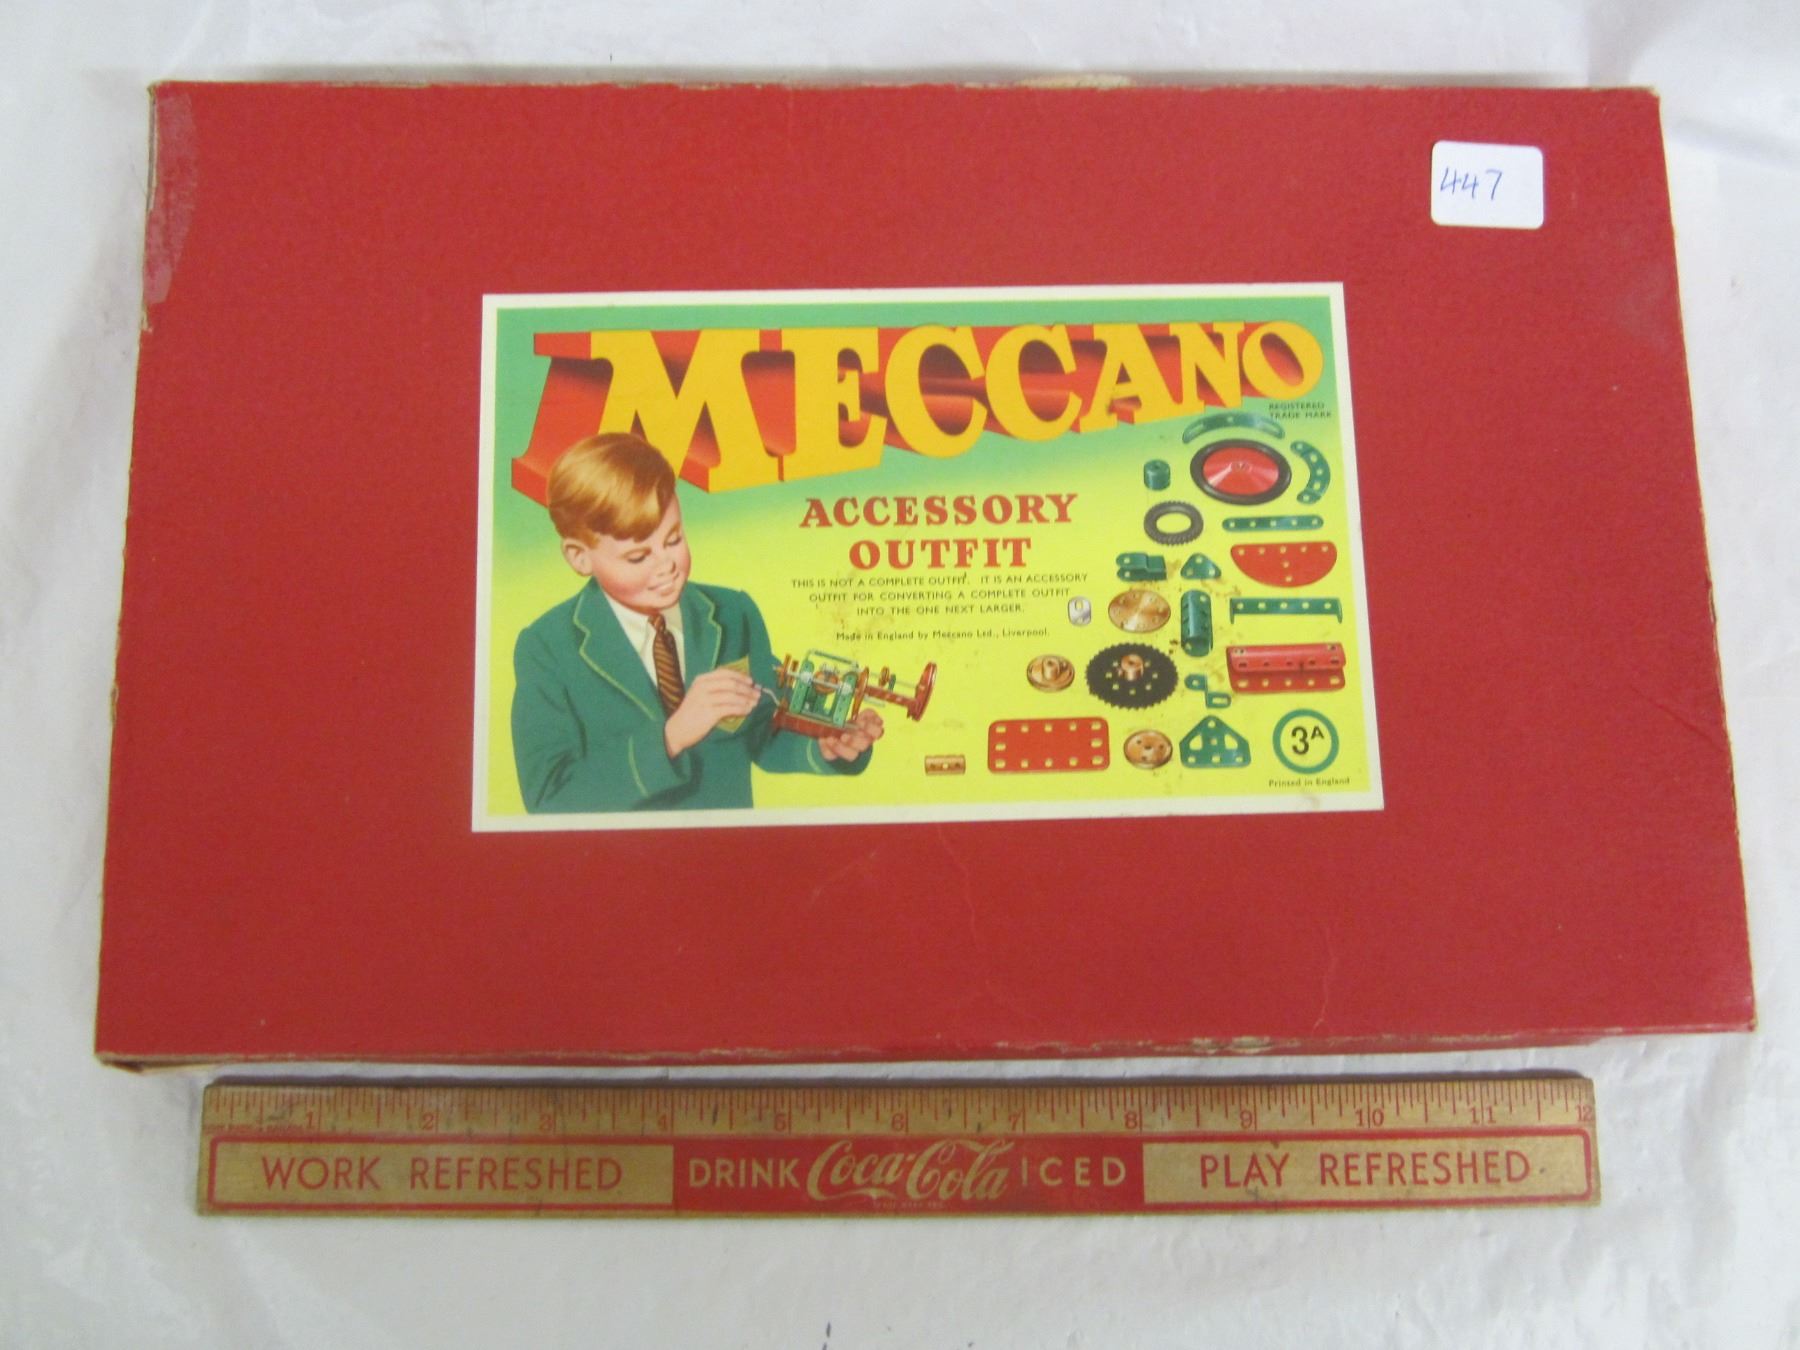 447
MECCANO
REGISTERED
TRADE MARK
ACCESSORY
OUTFIT
THIS IS NOT A COMPLETE OUTFIT. IT IS AN ACCESSORY
OUTFIT FOR CONVERTING A COMPLETE OUTFIT
INTO THE ONE NEXT LARGER.
Made in England by Meccano Ltd., Liverpool.
3A
Printed in England
1 2 3 4 5 6 7 8 9 10 11 12
WORK REFRESHED DRINK Coca-Cola ICED PLAY REFRESHED